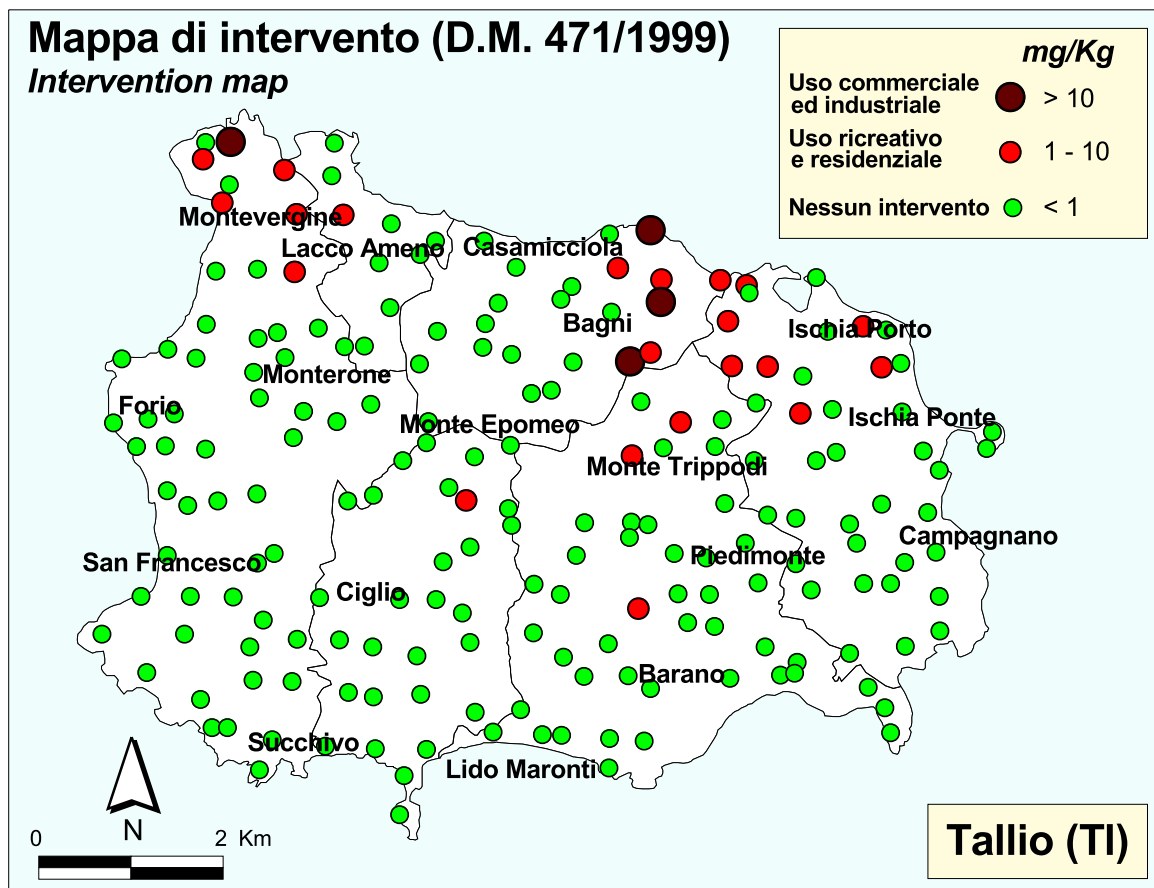 Mappa di intervento (D.M. 471/1999)
Intervention map
mg/Kg
Uso commerciale
ed industriale
> 10
Uso ricreativo
e residenziale
1 - 10
Nessun intervento
< 1
Montevergine
Lacco Ameno
Casamicciola
Bagni
Ischia Porto
Monterone
Forio
Monte Epomeo
Ischia Ponte
Monte Trippodi
Campagnano
Piedimonte
San Francesco
Ciglio
Barano
Succhivo
Lido Maronti
N
0
2 Km
Tallio (Tl)